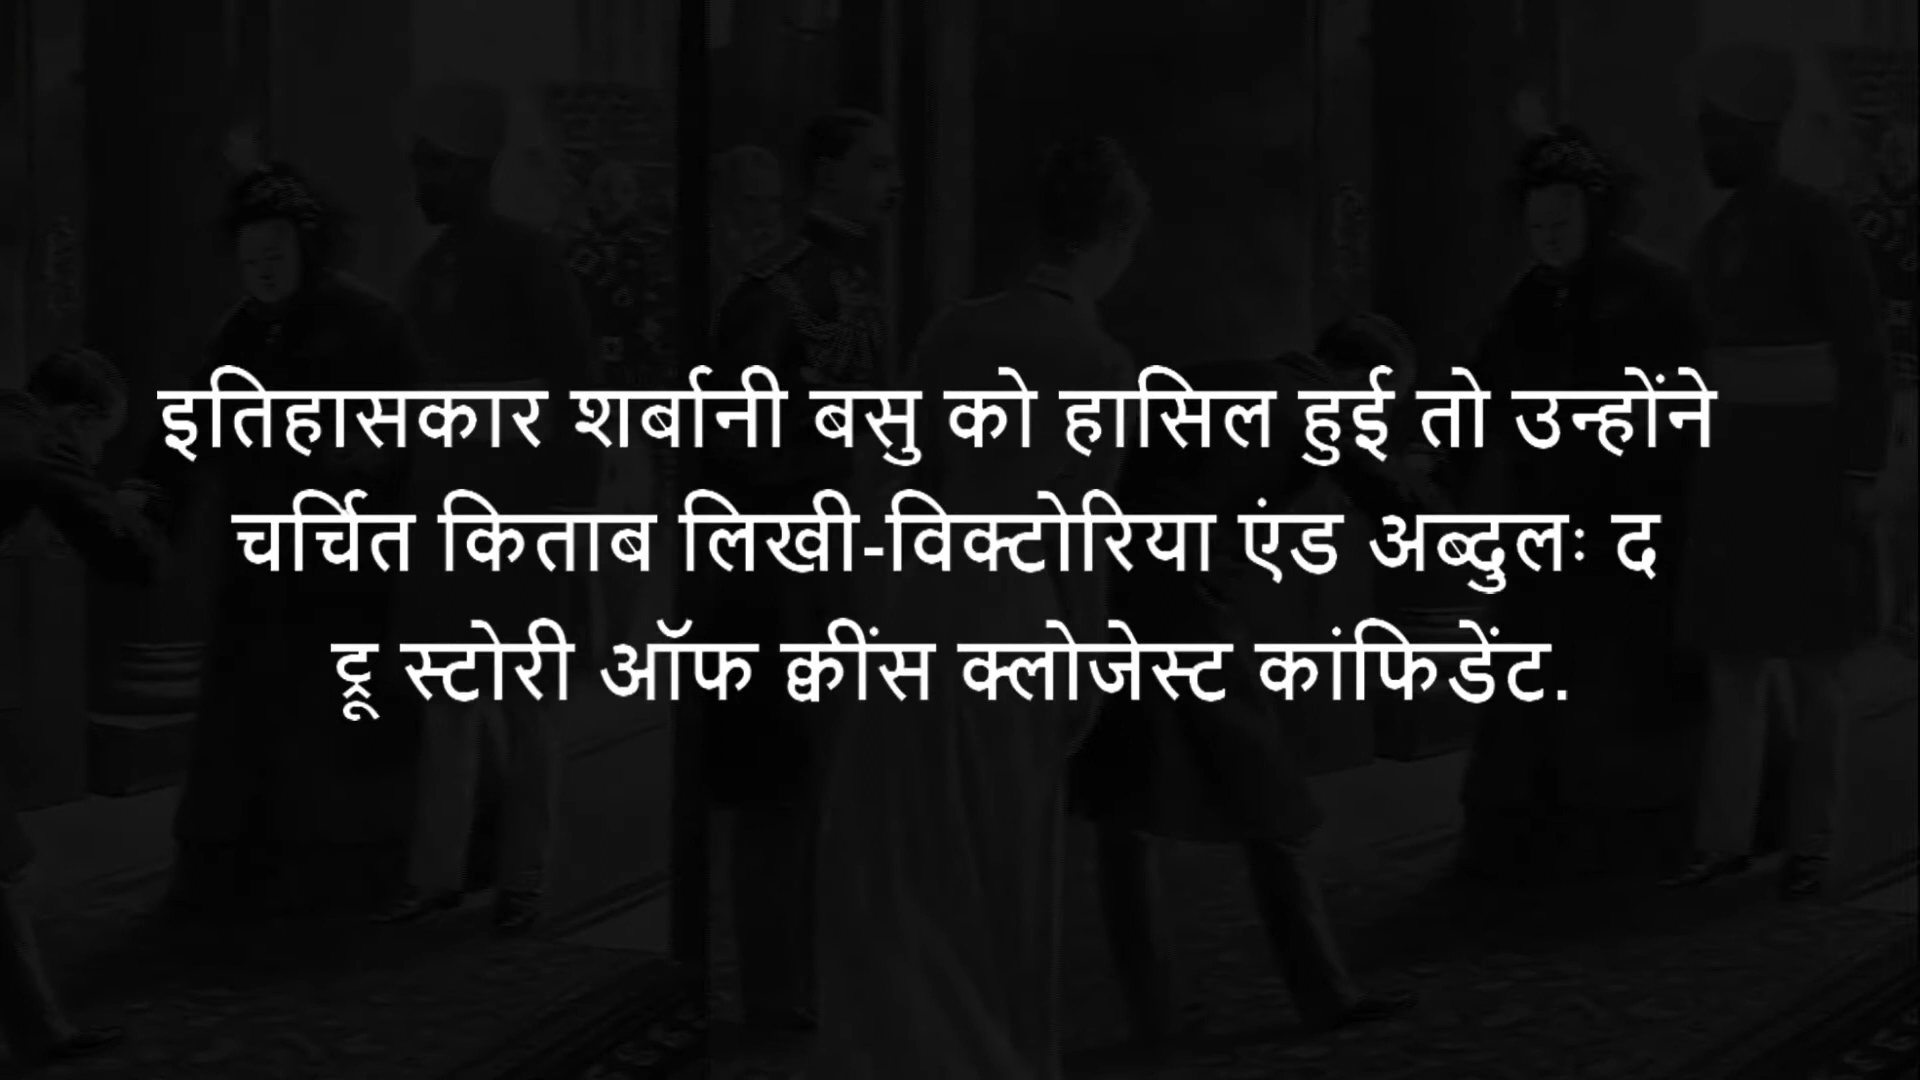 इतिहासकार शर्बानी बसु को हासिल हुई तो उन्होंने
चर्चित किताब लिखी-विक्टोरिया एंड अब्दुलः द
ट्रू स्टोरी ऑफ क्वींस क्लोजेस्ट कांफिडेंट.